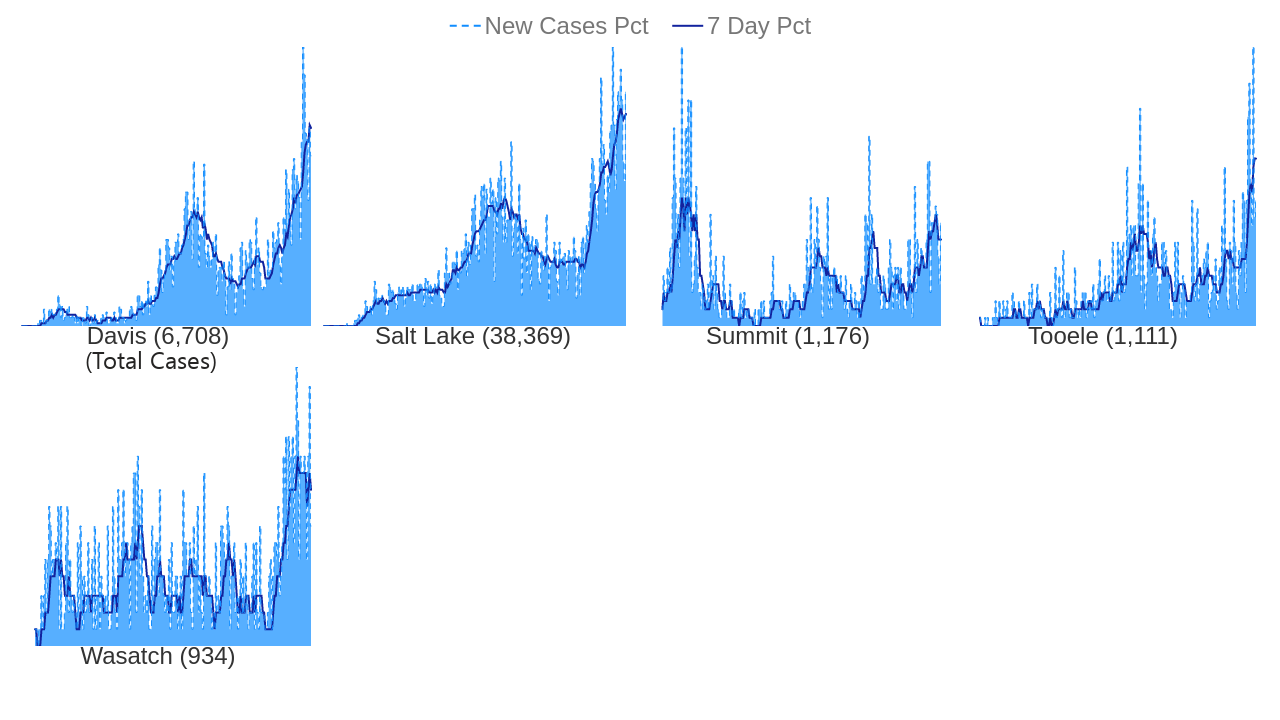 New Cases Pct 7 Day Pct
Davis (6,708)
(Total Cases)
Salt Lake (38,369)
Summit (1,176)
Tooele (1,111)
Wasatch (934)